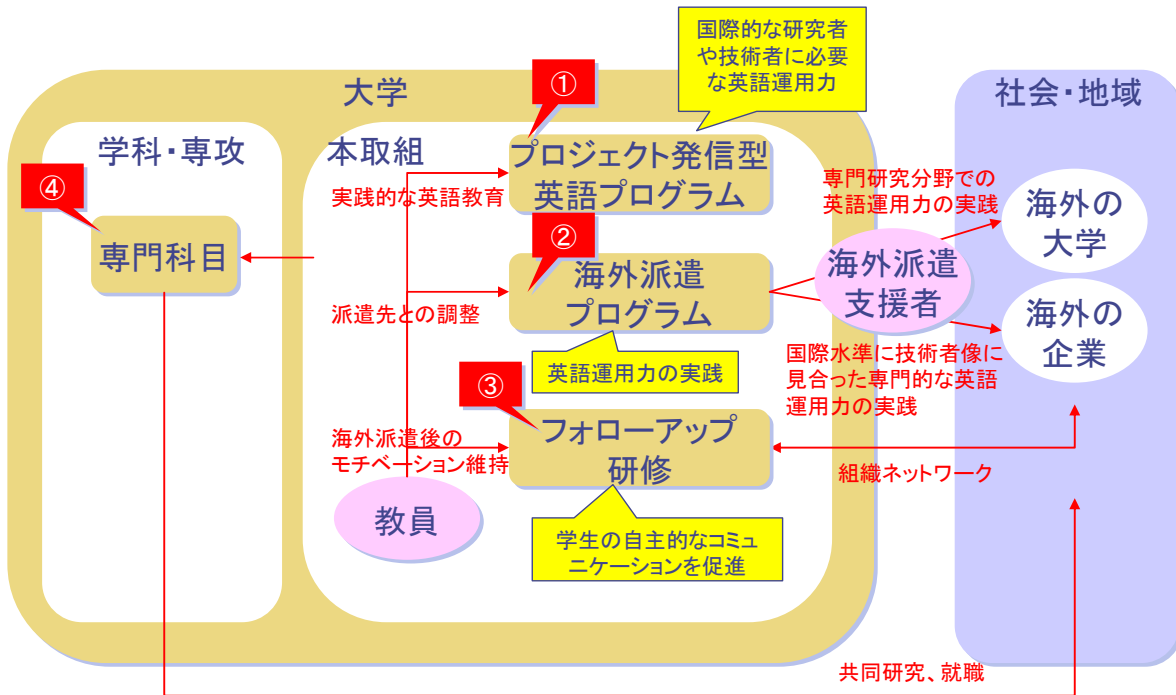 国際的な研究者
や技術者に必要
な英語運用力
大学
①
社会・地域
学科・専攻
本取組
プロジェクト発信型
英語プログラム
④
実践的な英語教育
専門研究分野での
英語運用力の実践
海外の
大学
②
専門科目
海外派遣
プログラム
海外派遣
支援者
派遣先との調整
海外の
企業
英語運用力の実践
国際水準に技術者像に
見合った専門的な英語
運用力の実践
③
フォローアップ
研修
海外派遣後の
モチベーション維持
組織ネットワーク
教員
学生の自主的なコミュ
ニケーションを促進
共同研究、就職